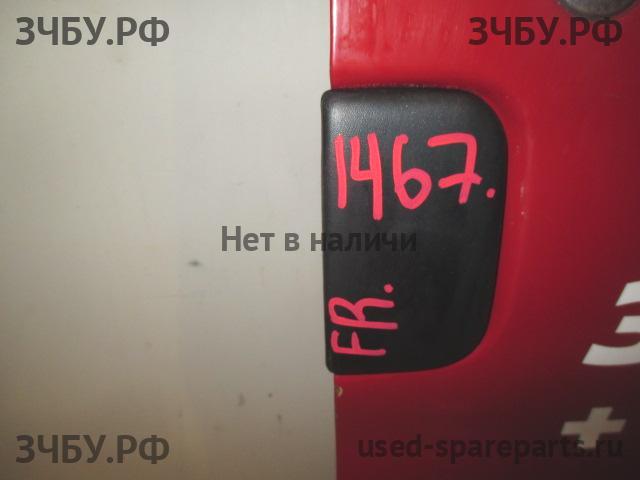 ЗЧБУ.РФ ЗЧБУ.РФ
1467.
Нет в наличи
FR.
+
ЗЧБУ.РФ used-spareparts.ru